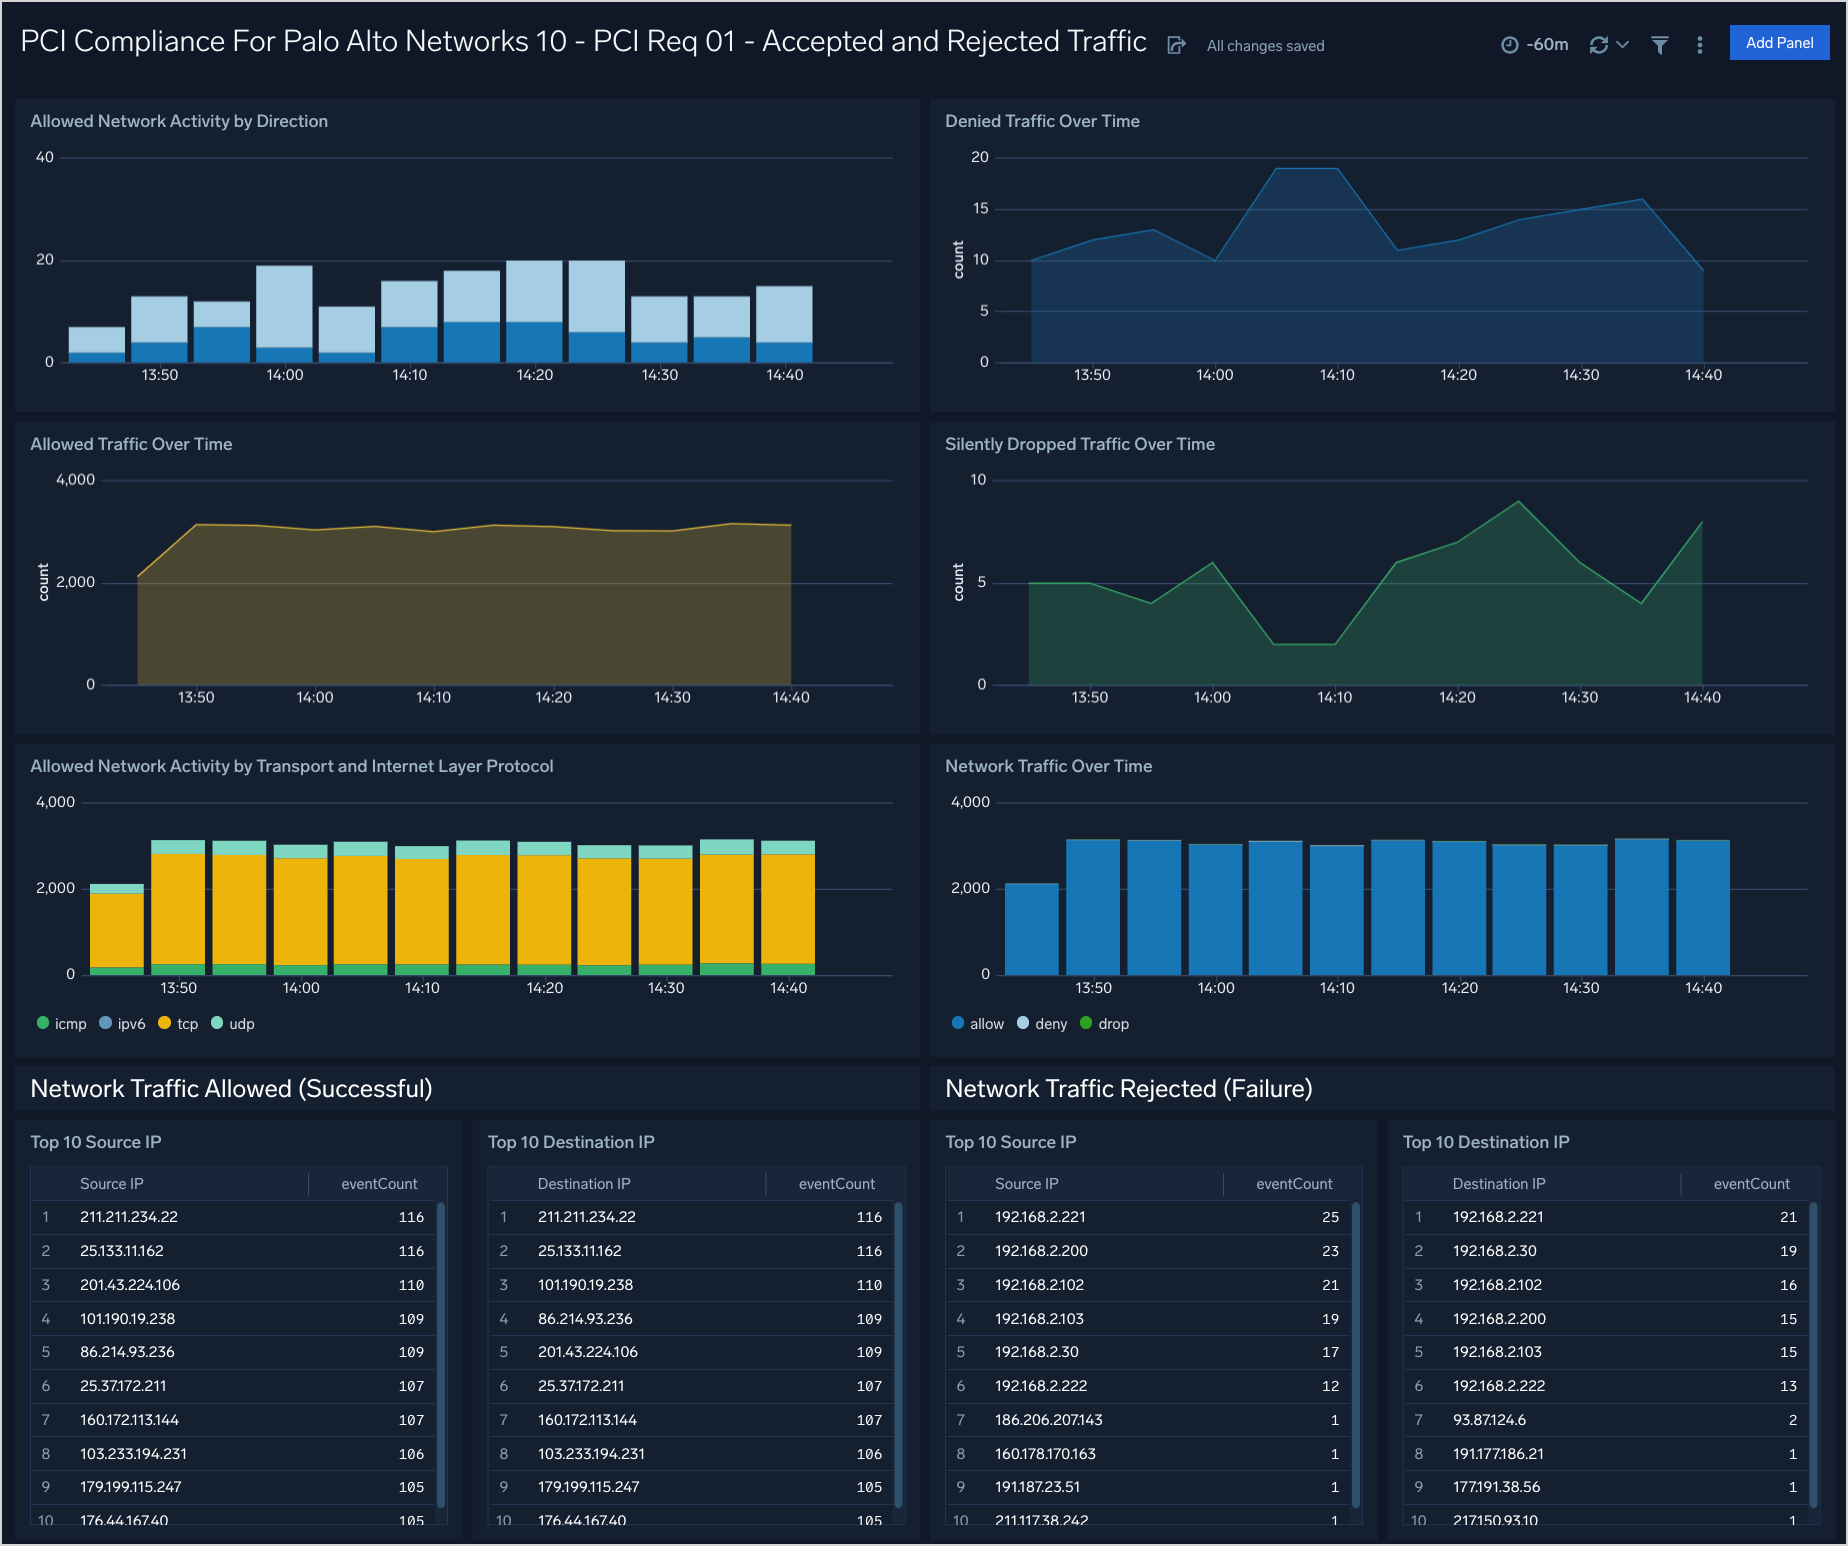 PCI Compliance For Palo Alto Networks 10 - PCI Req 01 - Accepted and Rejected Traffic All changes saved -60m Add Panel
Allowed Network Activity by Direction
40
20
0
13:50 14:00 14:10 14:20 14:30 14:40
Denied Traffic Over Time
20
15
10
5
0
count
13:50 14:00 14:10 14:20 14:30 14:40
Allowed Traffic Over Time
4,000
2,000
0
count
13:50 14:00 14:10 14:20 14:30 14:40
Silently Dropped Traffic Over Time
10
5
0
count
13:50 14:00 14:10 14:20 14:30 14:40
Allowed Network Activity by Transport and Internet Layer Protocol
4,000
2,000
0
13:50 14:00 14:10 14:20 14:30 14:40
icmp ipv6 tcp udp
Network Traffic Over Time
4,000
2,000
0
13:50 14:00 14:10 14:20 14:30 14:40
allow deny drop
Network Traffic Allowed (Successful)
Top 10 Source IP
Source IP eventCount
1 211.211.234.22 116
2 25.133.11.162 116
3 201.43.224.106 110
4 101.190.19.238 109
5 86.214.93.236 109
6 25.37.172.211 107
7 160.172.113.144 107
8 103.233.194.231 106
9 179.199.115.247 105
10 176.44.167.40 105
Top 10 Destination IP
Destination IP eventCount
1 211.211.234.22 116
2 25.133.11.162 116
3 101.190.19.238 110
4 86.214.93.236 109
5 201.43.224.106 109
6 25.37.172.211 107
7 160.172.113.144 107
8 103.233.194.231 106
9 179.199.115.247 105
10 176.44.167.40 105
Network Traffic Rejected (Failure)
Top 10 Source IP
Source IP eventCount
1 192.168.2.221 25
2 192.168.2.200 23
3 192.168.2.102 21
4 192.168.2.103 19
5 192.168.2.30 17
6 192.168.2.222 12
7 186.206.207.143 1
8 160.178.170.163 1
9 191.187.23.51 1
10 211.117.38.242 1
Top 10 Destination IP
Destination IP eventCount
1 192.168.2.221 21
2 192.168.2.30 19
3 192.168.2.102 16
4 192.168.2.200 15
5 192.168.2.103 15
6 192.168.2.222 13
7 93.87.124.6 2
8 191.177.186.21 1
9 177.191.38.56 1
10 217.150.93.10 1